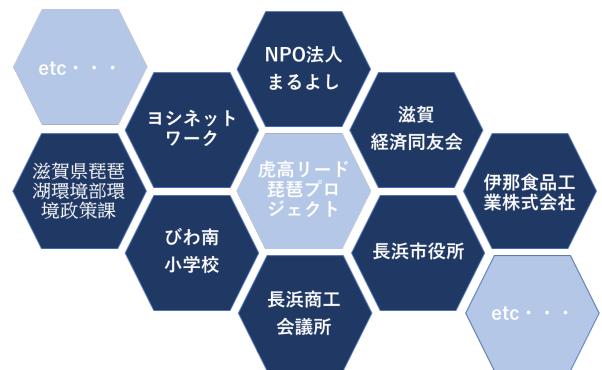 etc・・・
NPO法人
まるよし
ヨシネット
ワーク
滋賀
経済同友会
滋賀県琵琶
湖環境部環
境政策課
虎高リード
琵琶プロ
ジェクト
伊那食品工
業株式会社
びわ南
小学校
長浜市役所
長浜商工
会議所
etc・・・